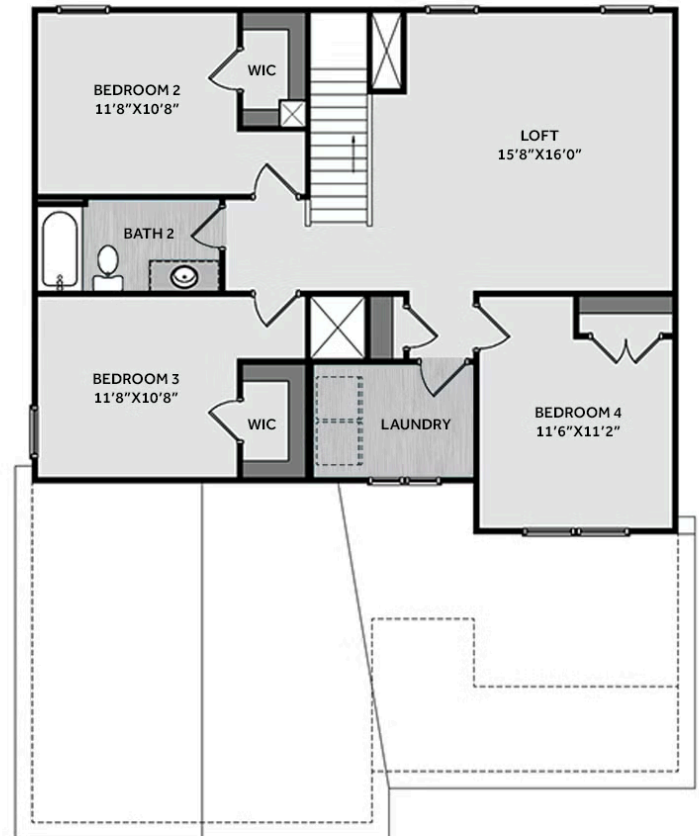 BEDROOM 2
11'8"X10'8"
WIC
LOFT
15'8"X16'0"
BATH 2
BEDROOM 3
11'8"X10'8"
WIC
LAUNDRY
BEDROOM 4
11'6"X11'2"